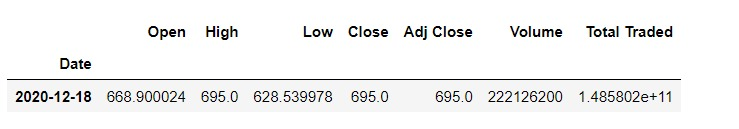 Open High Low Close Adj Close Volume Total Traded
Date
2020-12-18 668.900024 695.0 628.539978 695.0 695.0 222126200 1.485802e+11